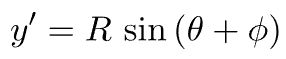 y′ = R sin (θ + ϕ)